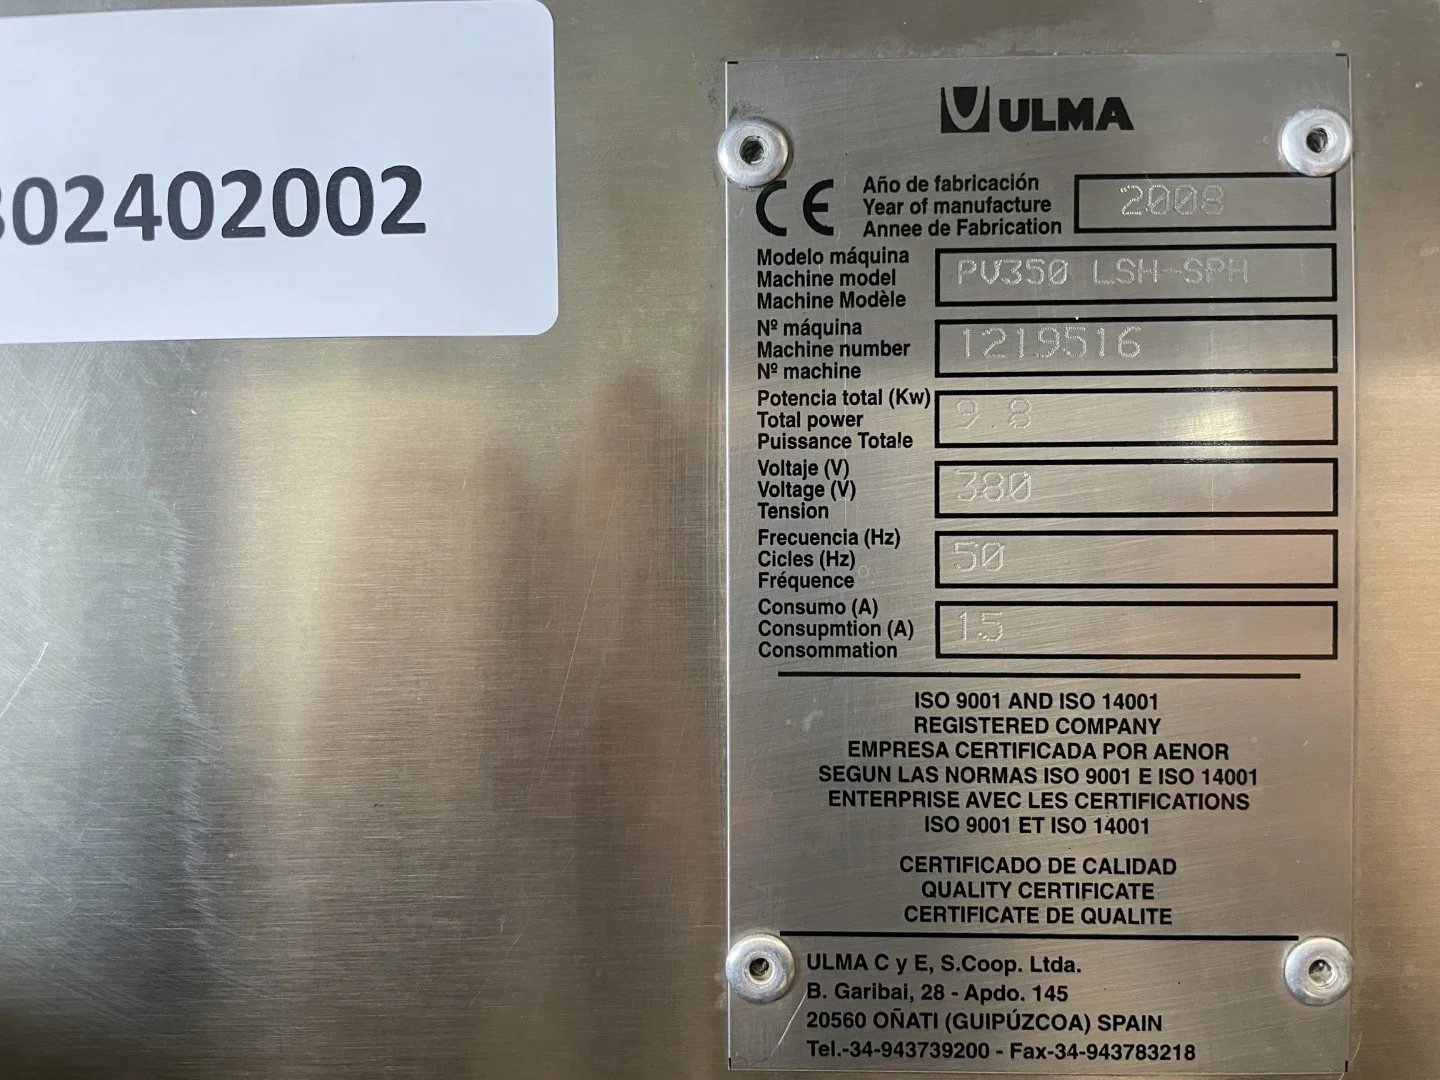 302402002
ULMA
CE
Año de fabricación
Year of manufacture
Annee de Fabrication
2008
Modelo máquina
Machine model
Machine Modèle
PV350 LSH-SPH
Nº máquina
Machine number
Nº machine
1219516
Potencia total (Kw)
Total power
Puissance Totale
9.8
Voltaje (V)
Voltage (V)
Tension
380
Frecuencia (Hz)
Cicles (Hz)
Fréquence
50
Consumo (A)
Consupmtion (A)
Consommation
15
ISO 9001 AND ISO 14001
REGISTERED COMPANY
EMPRESA CERTIFICADA POR AENOR
SEGUN LAS NORMAS ISO 9001 E ISO 14001
ENTERPRISE AVEC LES CERTIFICATIONS
ISO 9001 ET ISO 14001
CERTIFICADO DE CALIDAD
QUALITY CERTIFICATE
CERTIFICATE DE QUALITE
ULMA C y E, S.Coop. Ltda.
B. Garibai, 28 - Apdo. 145
20560 OÑATI (GUIPÚZCOA) SPAIN
Tel.-34-943739200 - Fax-34-943783218